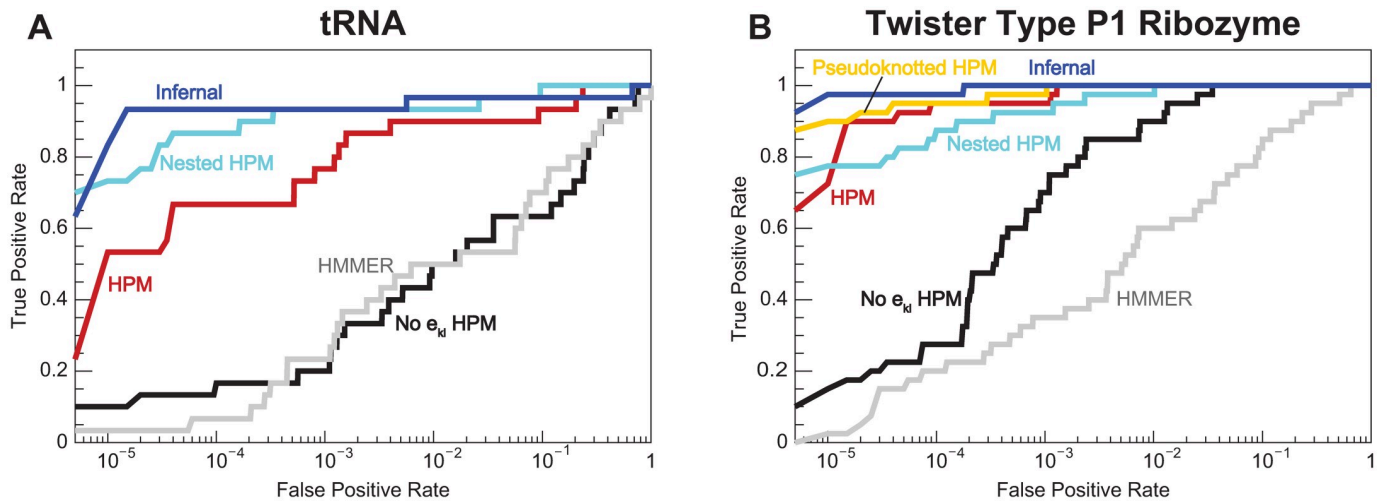 A
tRNA
True Positive Rate
1
0.8
0.6
0.4
0.2
0
Infernal
Nested HPM
HPM
HMMER
No e_kl HPM
10^-5
10^-4
10^-3
10^-2
10^-1
1
False Positive Rate
B
Twister Type P1 Ribozyme
True Positive Rate
1
0.8
0.6
0.4
0.2
0
Pseudoknotted HPM
Infernal
Nested HPM
HPM
No e_kl HPM
HMMER
10^-5
10^-4
10^-3
10^-2
10^-1
1
False Positive Rate